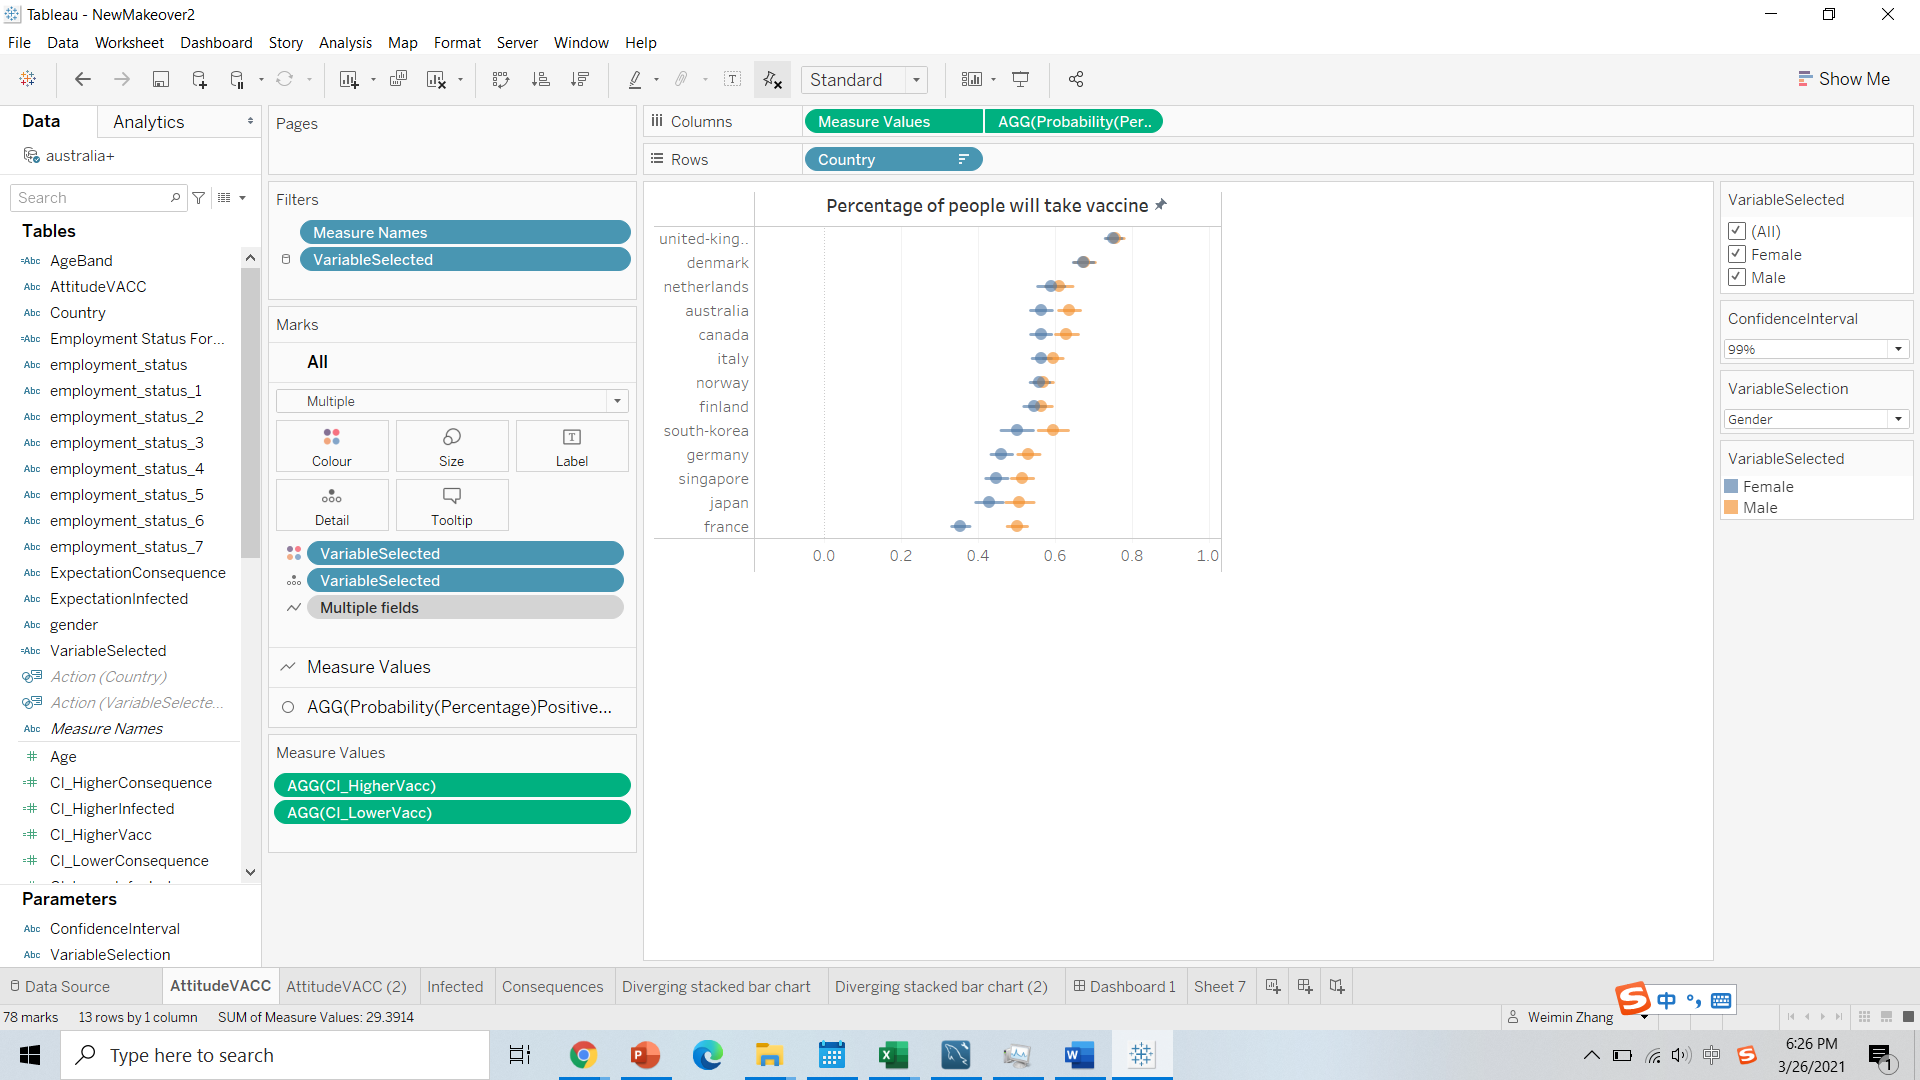 Tableau - NewMakeover2
File Data Worksheet Dashboard Story Analysis Map Format Server Window Help
Standard
Show Me
Data
Analytics
australia+
Search
Tables
AgeBand
AttitudeVACC
Country
Employment Status For...
employment_status
employment_status_1
employment_status_2
employment_status_3
employment_status_4
employment_status_5
employment_status_6
employment_status_7
ExpectationConsequence
ExpectationInfected
gender
VariableSelected
Action (Country)
Action (VariableSelecte...
Measure Names
Age
CI_HigherConsequence
CI_HigherInfected
CI_HigherVacc
CI_LowerConsequence
Parameters
ConfidenceInterval
VariableSelection
Pages
Filters
Measure Names
VariableSelected
Marks
All
Multiple
Colour
Size
Label
Detail
Tooltip
VariableSelected
VariableSelected
Multiple fields
Measure Values
AGG(Probability(Percentage)Positive...
Measure Values
AGG(CI_HigherVacc)
AGG(CI_LowerVacc)
Columns
Measure Values
AGG(Probability(Per..
Rows
Country
Percentage of people will take vaccine
united-king..
denmark
netherlands
australia
canada
italy
norway
finland
south-korea
germany
singapore
japan
france
0.0 0.2 0.4 0.6 0.8 1.0
VariableSelected
(All)
Female
Male
ConfidenceInterval
99%
VariableSelection
Gender
VariableSelected
Female
Male
Data Source
AttitudeVACC
AttitudeVACC (2)
Infected
Consequences
Diverging stacked bar chart
Diverging stacked bar chart (2)
Dashboard 1
Sheet 7
78 marks
13 rows by 1 column
SUM of Measure Values: 29.3914
Weimin Zhang
中
Type here to search
中
6:26 PM
3/26/2021
1